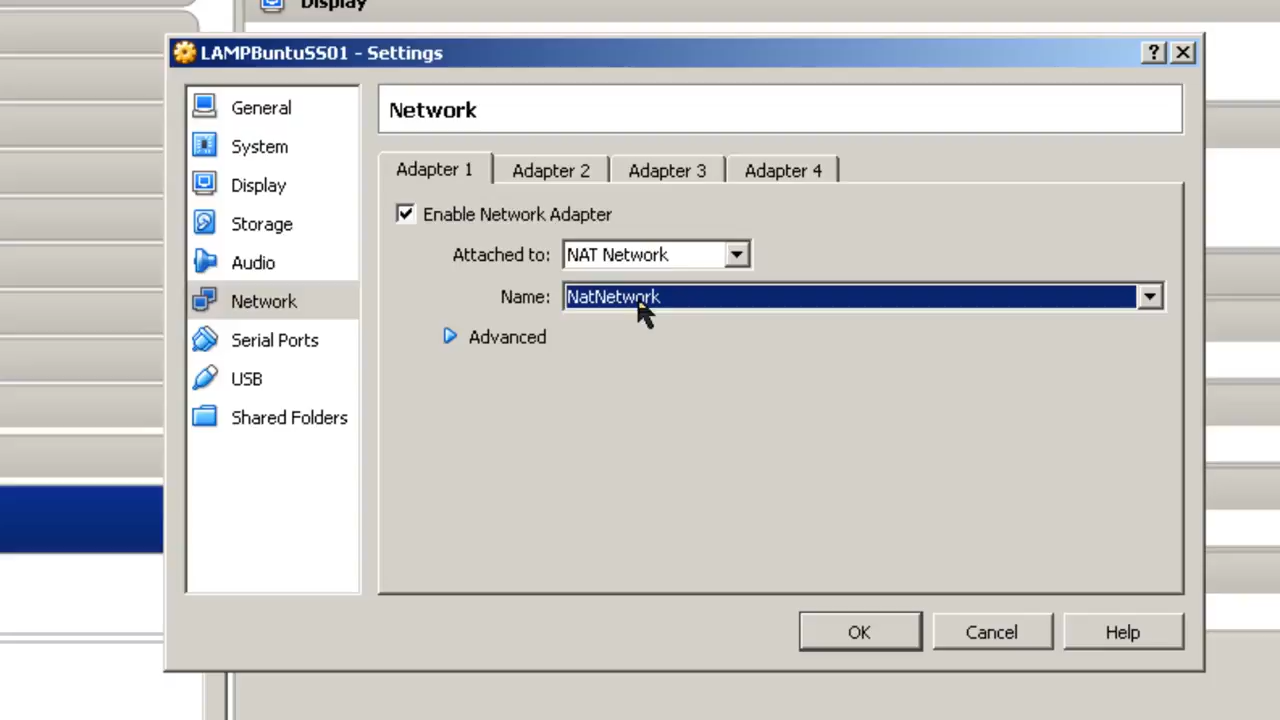 Display
LAMPBuntuSS01 - Settings
?
General
System
Display
Storage
Audio
Network
Serial Ports
USB
Shared Folders
Network
Adapter 1
Adapter 2
Adapter 3
Adapter 4
Enable Network Adapter
Attached to: NAT Network
Name: NatNetwork
Advanced
OK
Cancel
Help